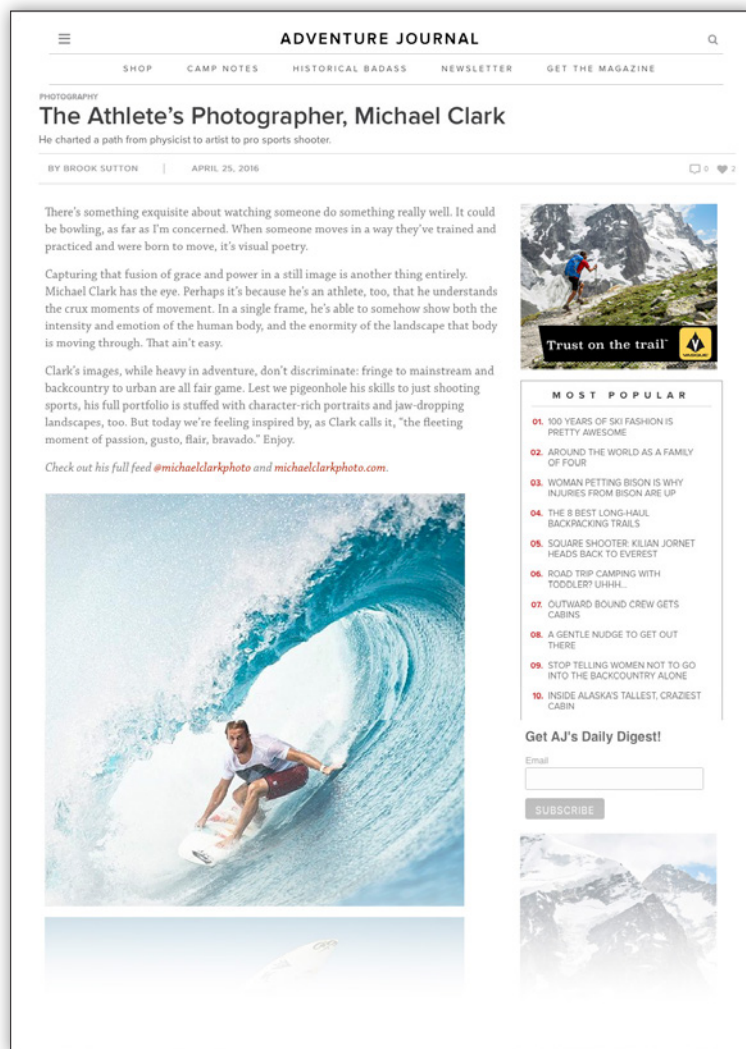 ADVENTURE JOURNAL
SHOP CAMP NOTES HISTORICAL BADASS NEWSLETTER GET THE MAGAZINE
PHOTOGRAPHY
The Athlete's Photographer, Michael Clark
He charted a path from physicist to artist to pro sports shooter.
BY BROOK SUTTON | APRIL 25, 2016
0 2
There's something exquisite about watching someone do something really well. It could
be bowling, as far as I'm concerned. When someone moves in a way they've trained and
practiced and were born to move, it's visual poetry.
Capturing that fusion of grace and power in a still image is another thing entirely.
Michael Clark has the eye. Perhaps it's because he's an athlete, too, that he understands
the crux moments of movement. In a single frame, he's able to somehow show both the
intensity and emotion of the human body, and the enormity of the landscape that body
is moving through. That ain't easy.
Clark's images, while heavy in adventure, don't discriminate: fringe to mainstream and
backcountry to urban are all fair game. Lest we pigeonhole his skills to just shooting
sports, his full portfolio is stuffed with character-rich portraits and jaw-dropping
landscapes, too. But today we're feeling inspired by, as Clark calls it, "the fleeting
moment of passion, gusto, flair, bravado." Enjoy.
Check out his full feed @michaelclarkphoto and michaelclarkphoto.com.
Trust on the trail™
VASQUE
MOST POPULAR
01. 100 YEARS OF SKI FASHION IS
PRETTY AWESOME
02. AROUND THE WORLD AS A FAMILY
OF FOUR
03. WOMAN PETTING BISON IS WHY
INJURIES FROM BISON ARE UP
04. THE 8 BEST LONG-HAUL
BACKPACKING TRAILS
05. SQUARE SHOOTER: KILIAN JORNET
HEADS BACK TO EVEREST
06. ROAD TRIP CAMPING WITH
TODDLER? UHHH...
07. OUTWARD BOUND CREW GETS
CABINS
08. A GENTLE NUDGE TO GET OUT
THERE
09. STOP TELLING WOMEN NOT TO GO
INTO THE BACKCOUNTRY ALONE
10. INSIDE ALASKA'S TALLEST, CRAZIEST
CABIN
Get AJ's Daily Digest!
Email
SUBSCRIBE